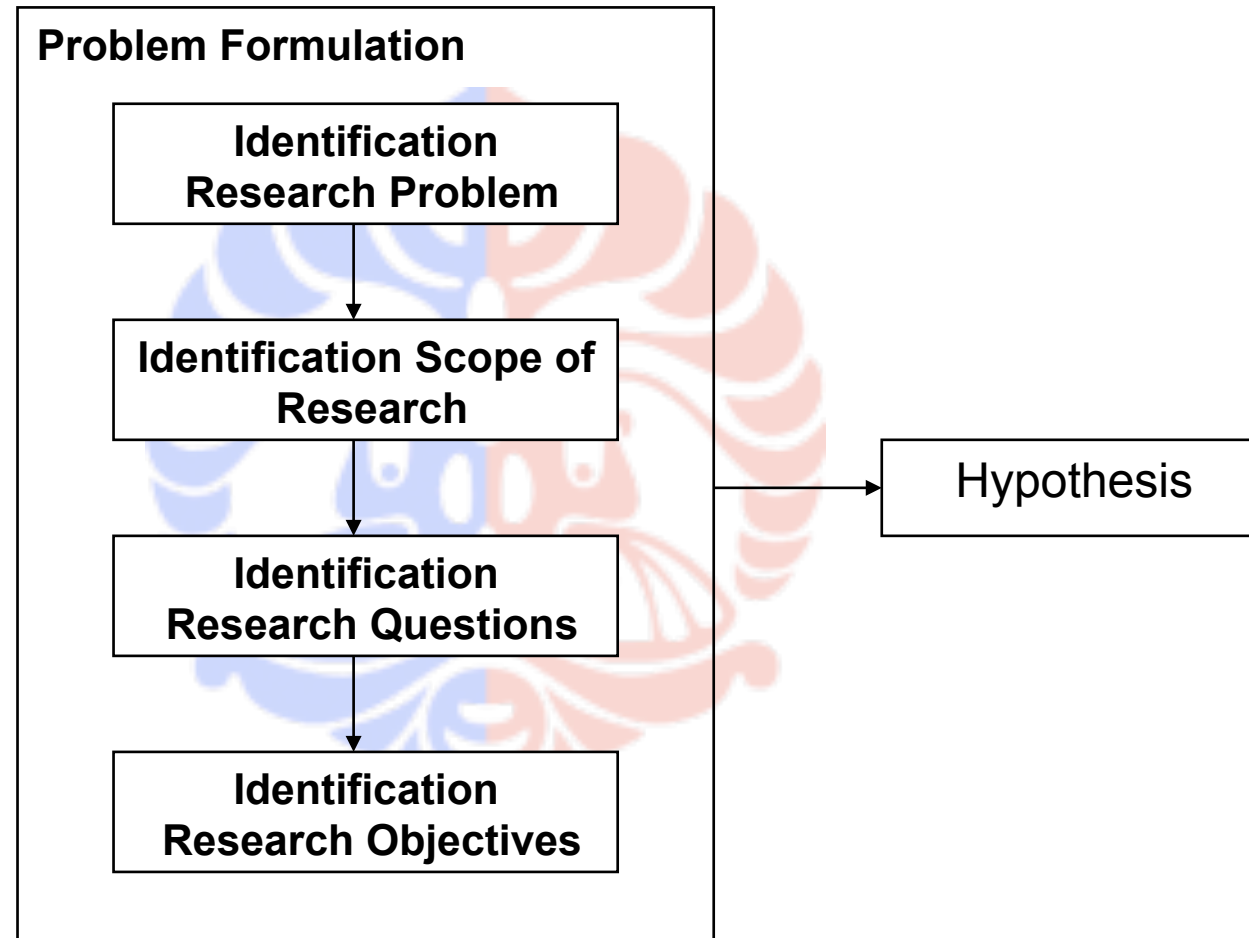 Problem Formulation
Identification
Research Problem
Identification Scope of
Research
Identification
Research Questions
Identification
Research Objectives
Hypothesis